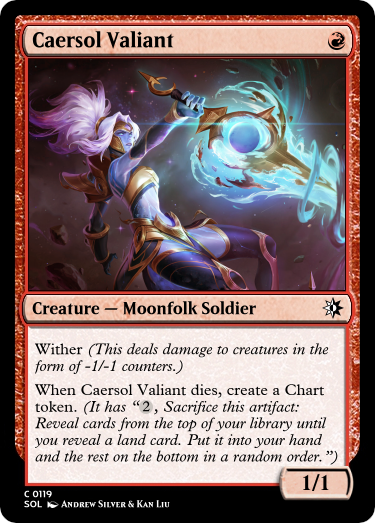 Caersol Valiant
Creature — Moonfolk Soldier
Wither (This deals damage to creatures in the
form of -1/-1 counters.)
When Caersol Valiant dies, create a Chart
token. (It has “2, Sacrifice this artifact:
Reveal cards from the top of your library until
you reveal a land card. Put it into your hand
and the rest on the bottom in a random order.”)
1/1
C 0119
SOL Andrew Silver & Kan Liu